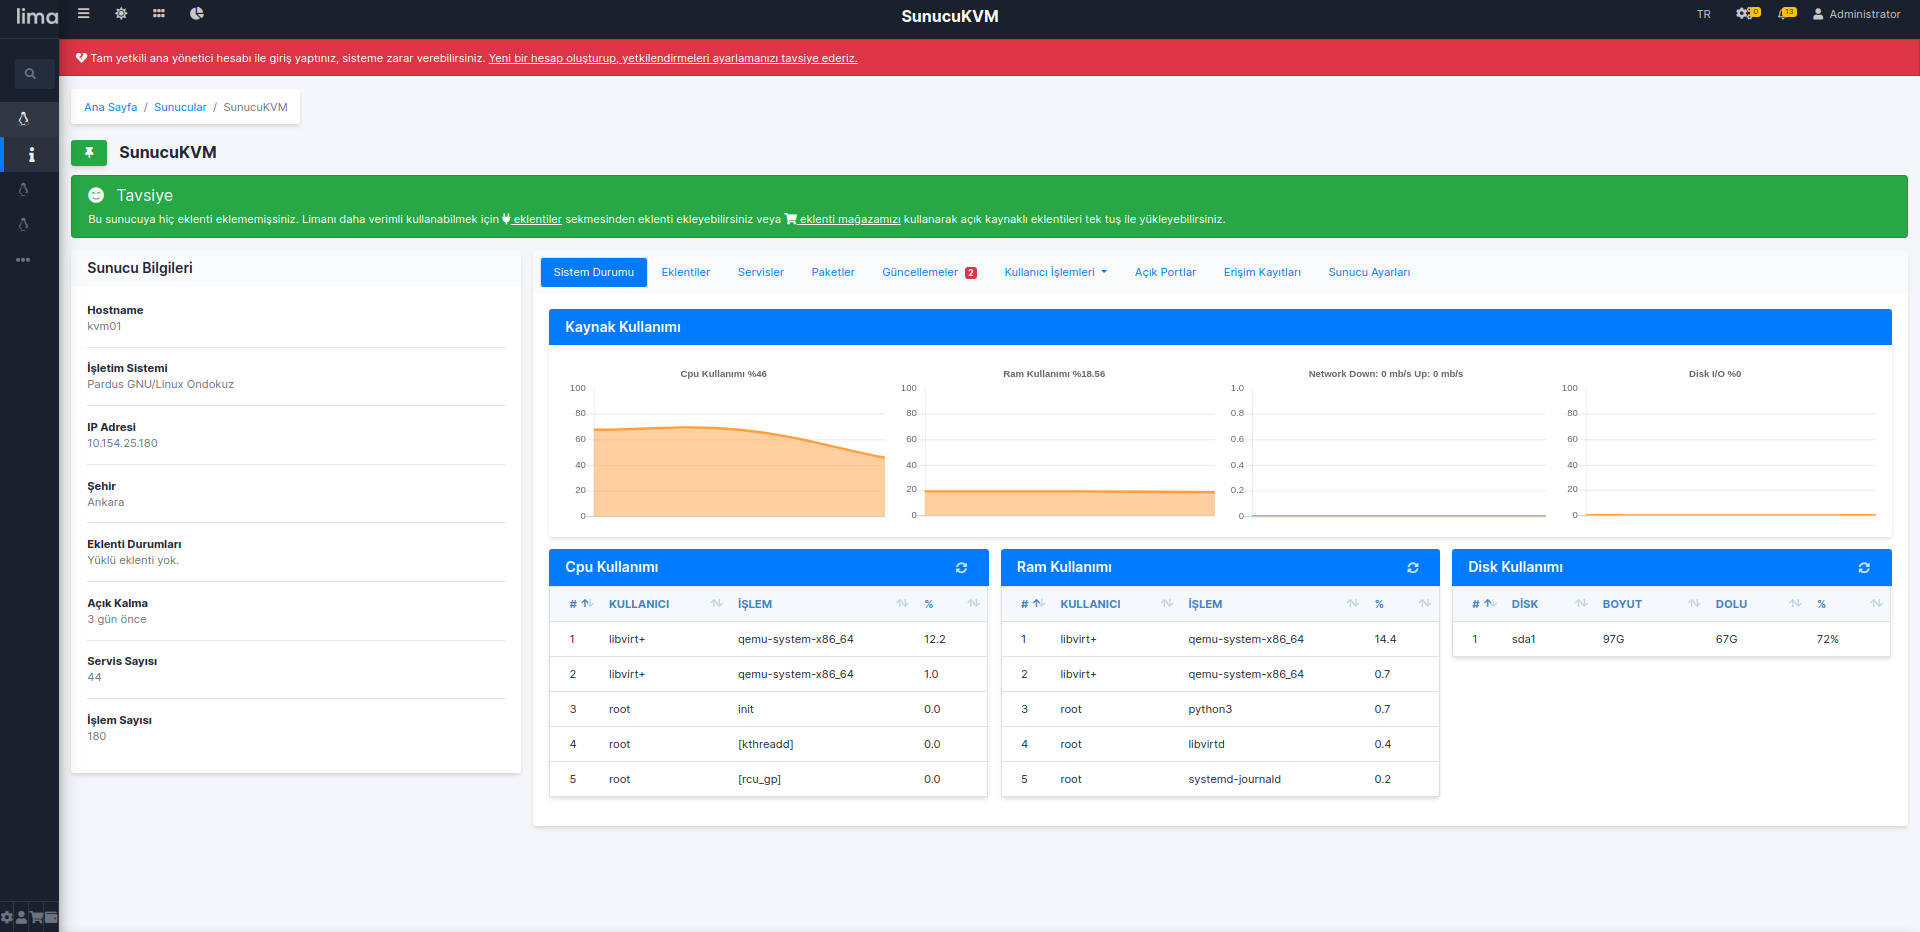 lima
SunucuKVM
TR
0
13
Administrator
Tam yetkili ana yönetici hesabı ile giriş yaptınız, sisteme zarar verebilirsiniz. Yeni bir hesap oluşturup, yetkilendirmeleri ayarlamanızı tavsiye ederiz.
Ana Sayfa / Sunucular / SunucuKVM
SunucuKVM
Tavsiye
Bu sunucuya hiç eklenti eklememişsiniz. Limanı daha verimli kullanabilmek için eklentiler sekmesinden eklenti ekleyebilirsiniz veya eklenti mağazamızı kullanarak açık kaynaklı eklentileri tek tuş ile yükleyebilirsiniz.
Sunucu Bilgileri
Hostname
kvm01
İşletim Sistemi
Pardus GNU/Linux Ondokuz
IP Adresi
10.154.25.180
Şehir
Ankara
Eklenti Durumları
Yüklü eklenti yok.
Açık Kalma
3 gün önce
Servis Sayısı
44
İşlem Sayısı
180
Sistem Durumu Eklentiler Servisler Paketler Güncellemeler 2 Kullanıcı İşlemleri Açık Portlar Erişim Kayıtları Sunucu Ayarları
Kaynak Kullanımı
Cpu Kullanımı %46
100
80
60
40
20
0
Ram Kullanımı %18.56
100
80
60
40
20
0
Network Down: 0 mb/s Up: 0 mb/s
1.0
0.8
0.6
0.4
0.2
0
Disk I/O %0
100
80
60
40
20
0
Cpu Kullanımı
# KULLANICI İŞLEM %
1 libvirt+ qemu-system-x86_64 12.2
2 libvirt+ qemu-system-x86_64 1.0
3 root init 0.0
4 root [kthreadd] 0.0
5 root [rcu_gp] 0.0
Ram Kullanımı
# KULLANICI İŞLEM %
1 libvirt+ qemu-system-x86_64 14.4
2 libvirt+ qemu-system-x86_64 0.7
3 root python3 0.7
4 root libvirtd 0.4
5 root systemd-journald 0.2
Disk Kullanımı
# DİSK BOYUT DOLU %
1 sda1 97G 67G 72%